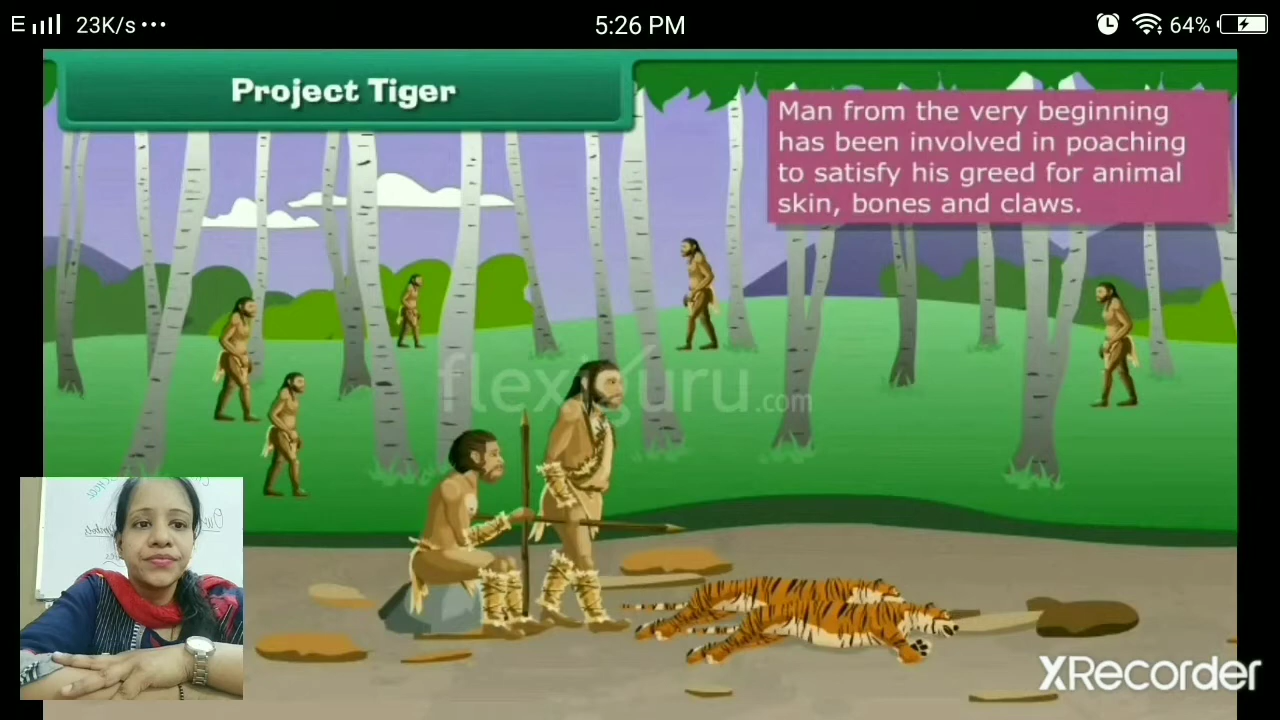 E 23K/s ••• 5:26 PM 64%
Project Tiger
Man from the very beginning
has been involved in poaching
to satisfy his greed for animal
skin, bones and claws.
flexiguru.com
XRecorder